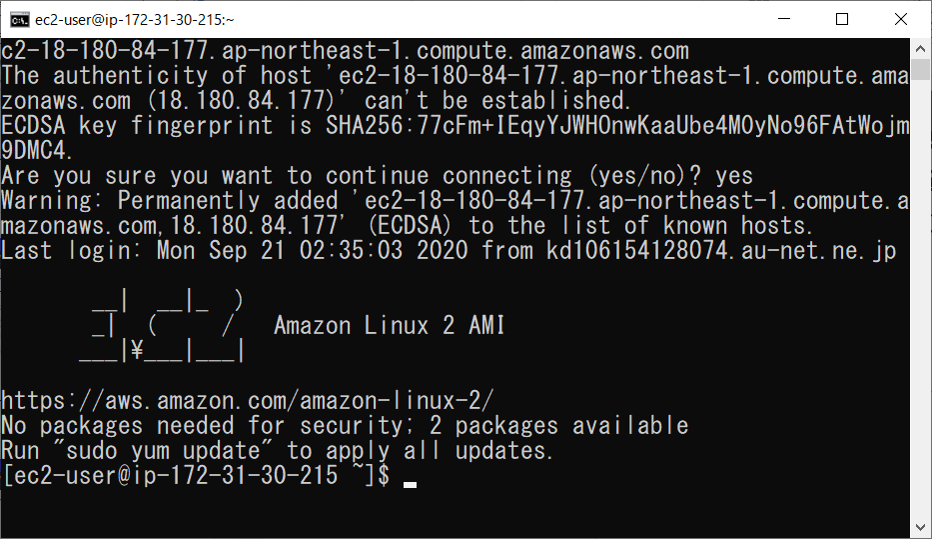 ec2-user@ip-172-31-30-215:~
c2-18-180-84-177.ap-northeast-1.compute.amazonaws.com
The authenticity of host 'ec2-18-180-84-177.ap-northeast-1.compute.ama
zonaws.com (18.180.84.177)' can't be established.
ECDSA key fingerprint is SHA256:77cFm+IEqyYJWHOnwKaaUbe4M0yNo96FAtWojm
9DMC4.
Are you sure you want to continue connecting (yes/no)? yes
Warning: Permanently added 'ec2-18-180-84-177.ap-northeast-1.compute.a
mazonaws.com,18.180.84.177' (ECDSA) to the list of known hosts.
Last login: Mon Sep 21 02:35:03 2020 from kd106154128074.au-net.ne.jp
       __|  __|_  )
       _|  (     /   Amazon Linux 2 AMI
      ___|¥___|___|
https://aws.amazon.com/amazon-linux-2/
No packages needed for security; 2 packages available
Run "sudo yum update" to apply all updates.
[ec2-user@ip-172-31-30-215 ~]$